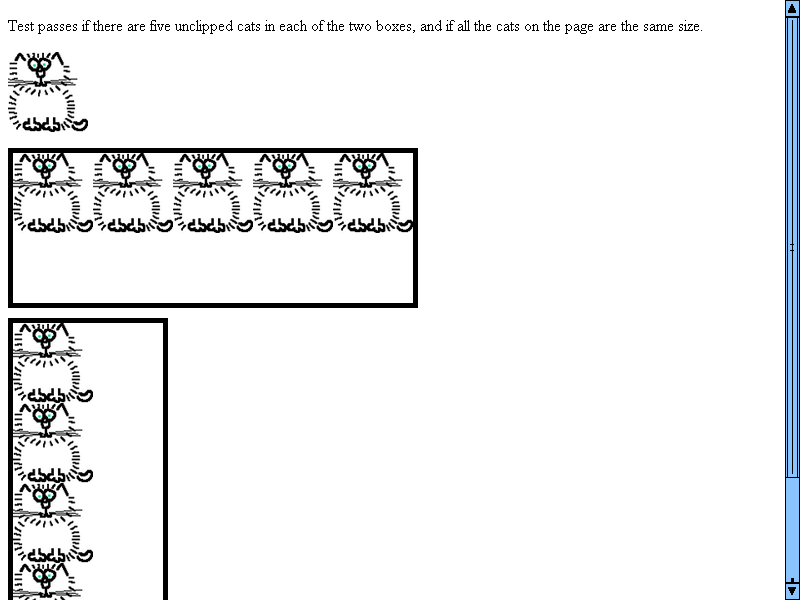 Test passes if there are five unclipped cats in each of the two boxes, and if all the cats on the page are the same size.